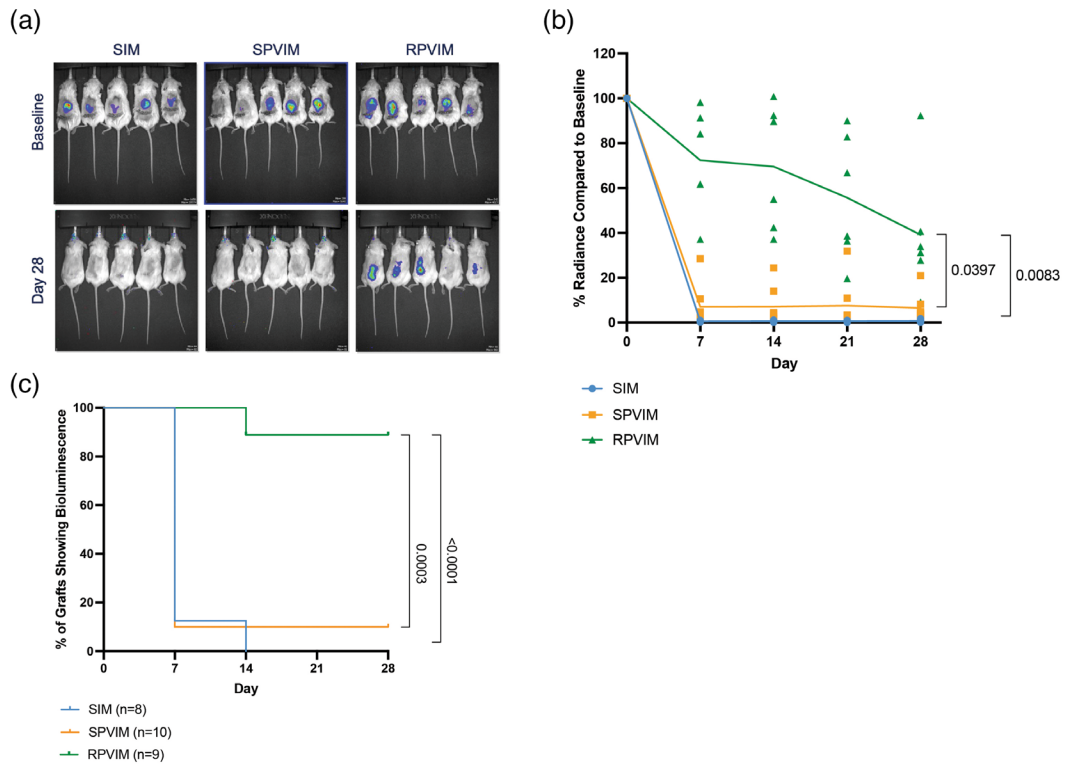 (a)
SIM SPVIM RPVIM
Baseline
Day 28
(b)
% Radiance Compared to Baseline
120
100
80
60
40
20
0
0 7 14 21 28
Day
0.0397
0.0083
SIM
SPVIM
RPVIM
(c)
% of Grafts Showing Bioluminescence
100
80
60
40
20
0
0 7 14 21 28
Day
0.0003
<0.0001
SIM (n=8)
SPVIM (n=10)
RPVIM (n=9)